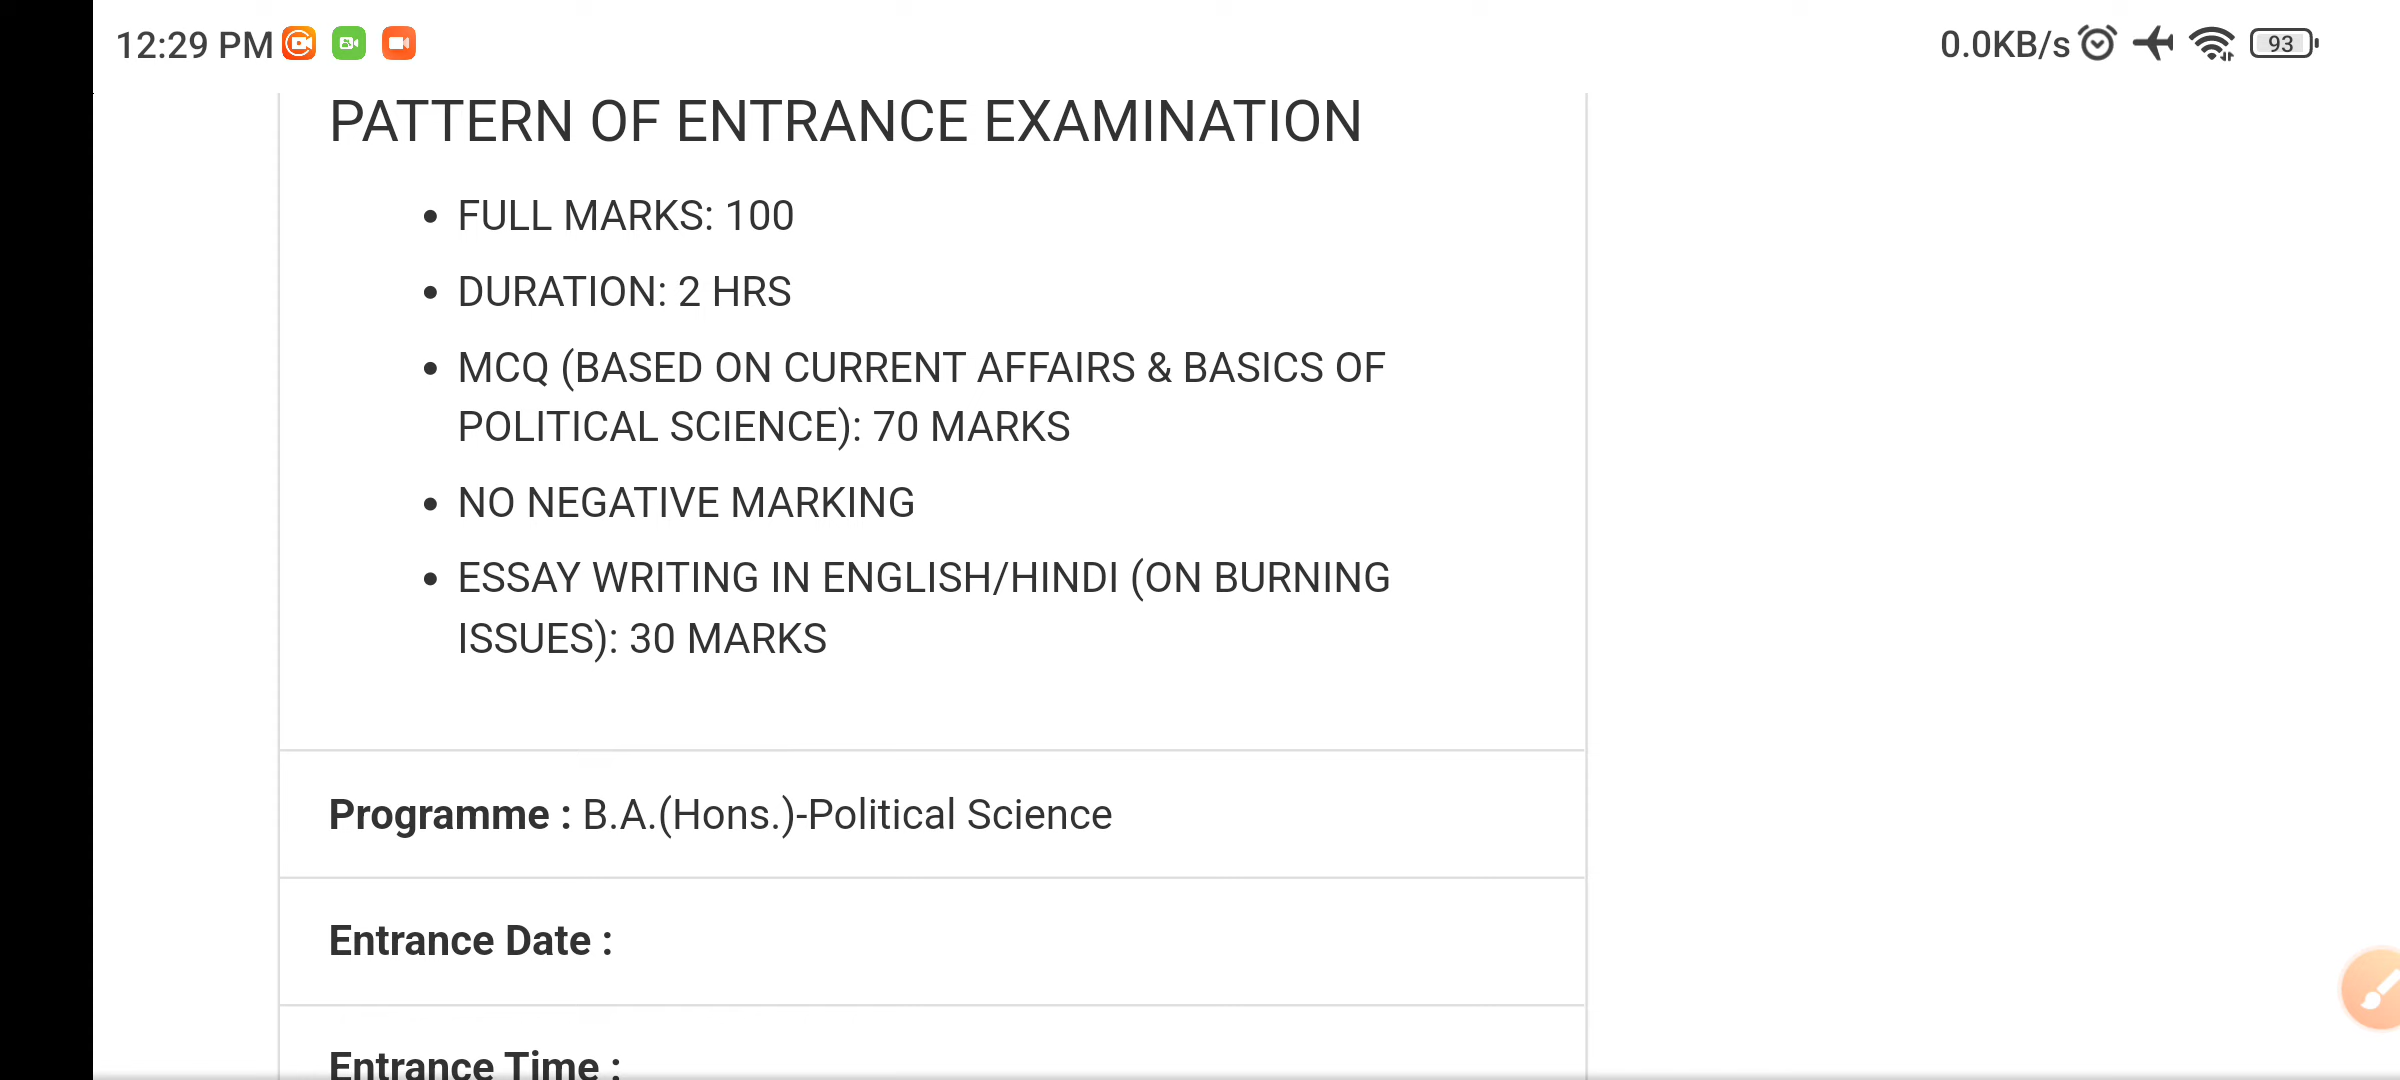 12:29 PM
0.0KB/s
93
PATTERN OF ENTRANCE EXAMINATION
• FULL MARKS: 100
• DURATION: 2 HRS
• MCQ (BASED ON CURRENT AFFAIRS & BASICS OF
POLITICAL SCIENCE): 70 MARKS
• NO NEGATIVE MARKING
• ESSAY WRITING IN ENGLISH/HINDI (ON BURNING
ISSUES): 30 MARKS
Programme : B.A.(Hons.)-Political Science
Entrance Date :
Entrance Time :